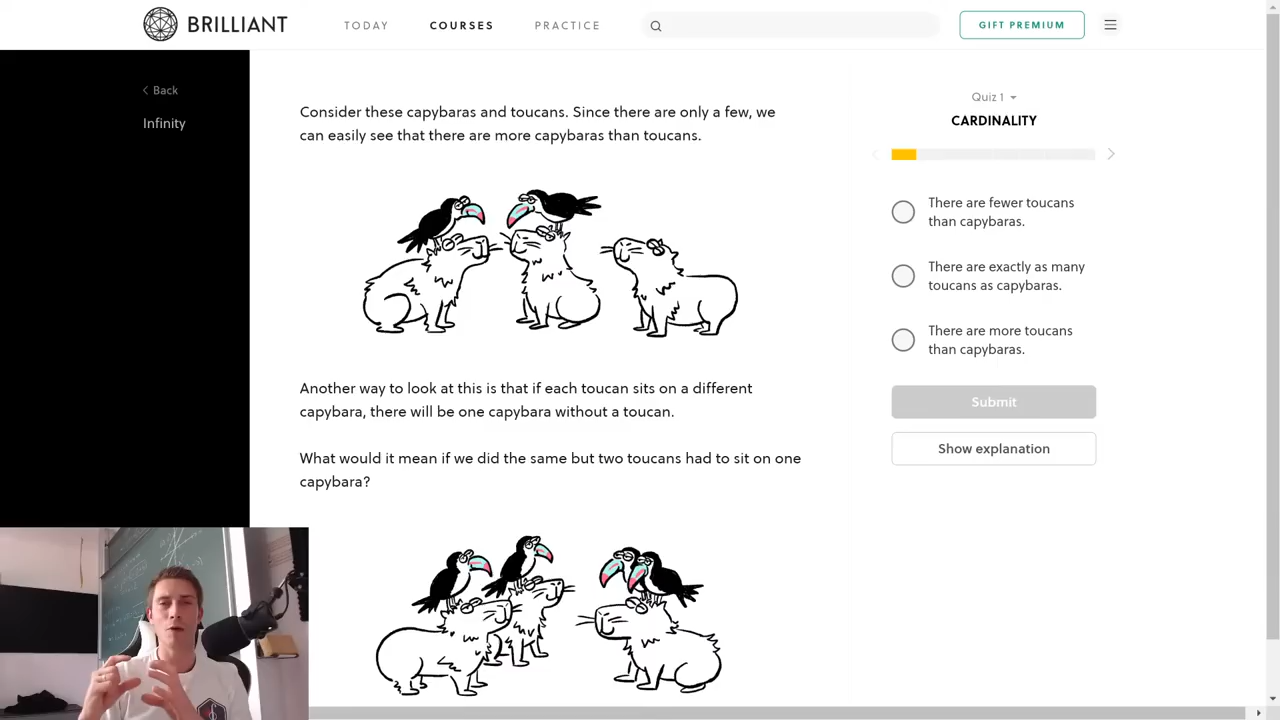 BRILLIANT
TODAY
COURSES
PRACTICE
GIFT PREMIUM
Back
Infinity
Consider these capybaras and toucans. Since there are only a few, we
can easily see that there are more capybaras than toucans.
Another way to look at this is that if each toucan sits on a different
capybara, there will be one capybara without a toucan.
What would it mean if we did the same but two toucans had to sit on one
capybara?
Quiz 1
CARDINALITY
There are fewer toucans
than capybaras.
There are exactly as many
toucans as capybaras.
There are more toucans
than capybaras.
Submit
Show explanation